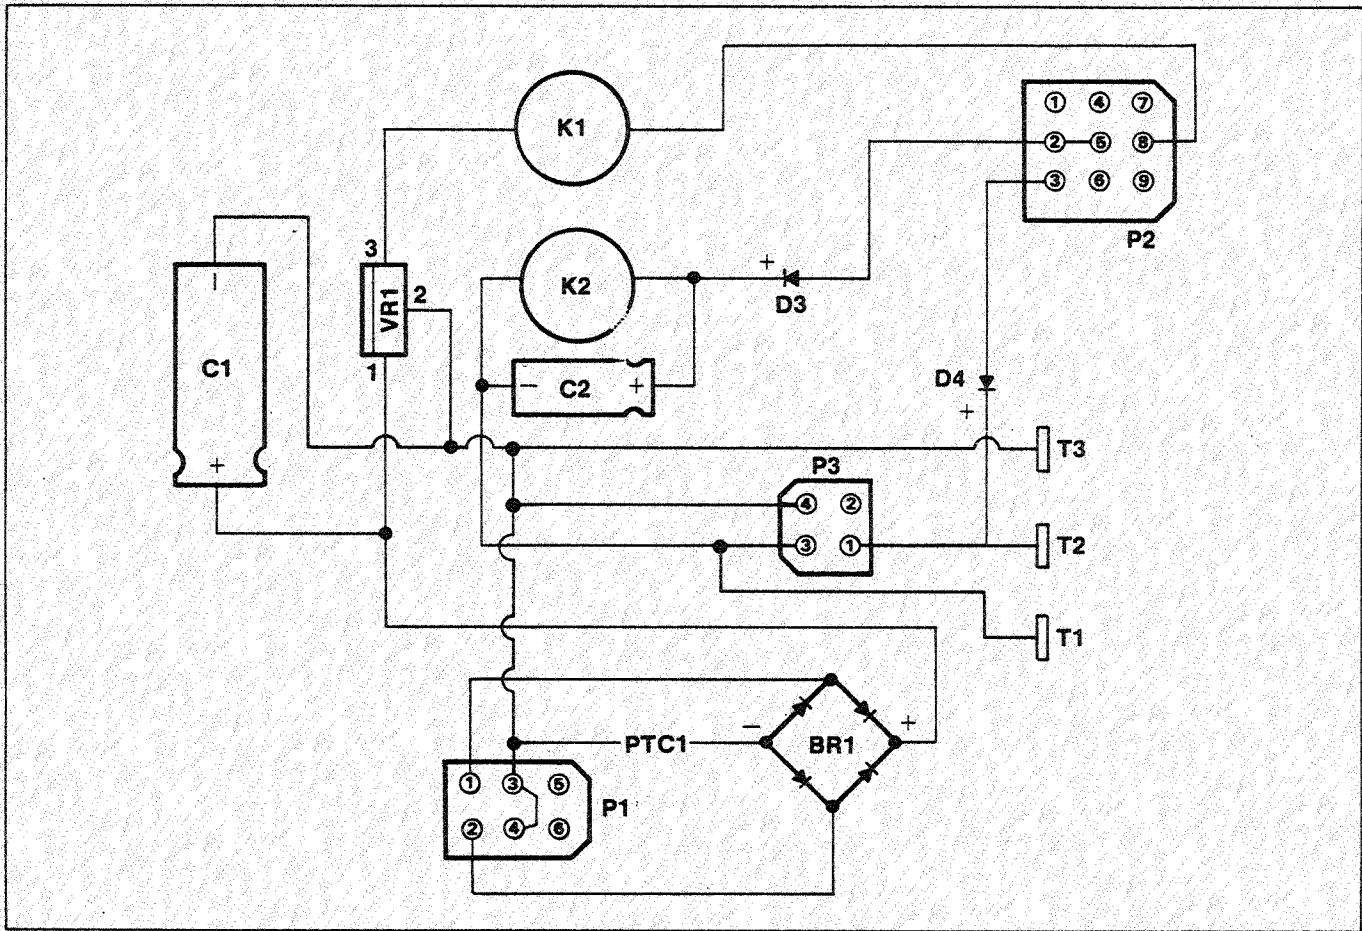 K1
① ④ ⑦
② ⑤ ⑧
③ ⑥ ⑨
P2
3
VR1
2
1
K2
+
D3
−
C1
+
− C2 +
D4
+
T3
P3
④ ②
③ ①
T2
T1
− BR1 +
PTC1
① ③ ⑤
② ④ ⑥
P1